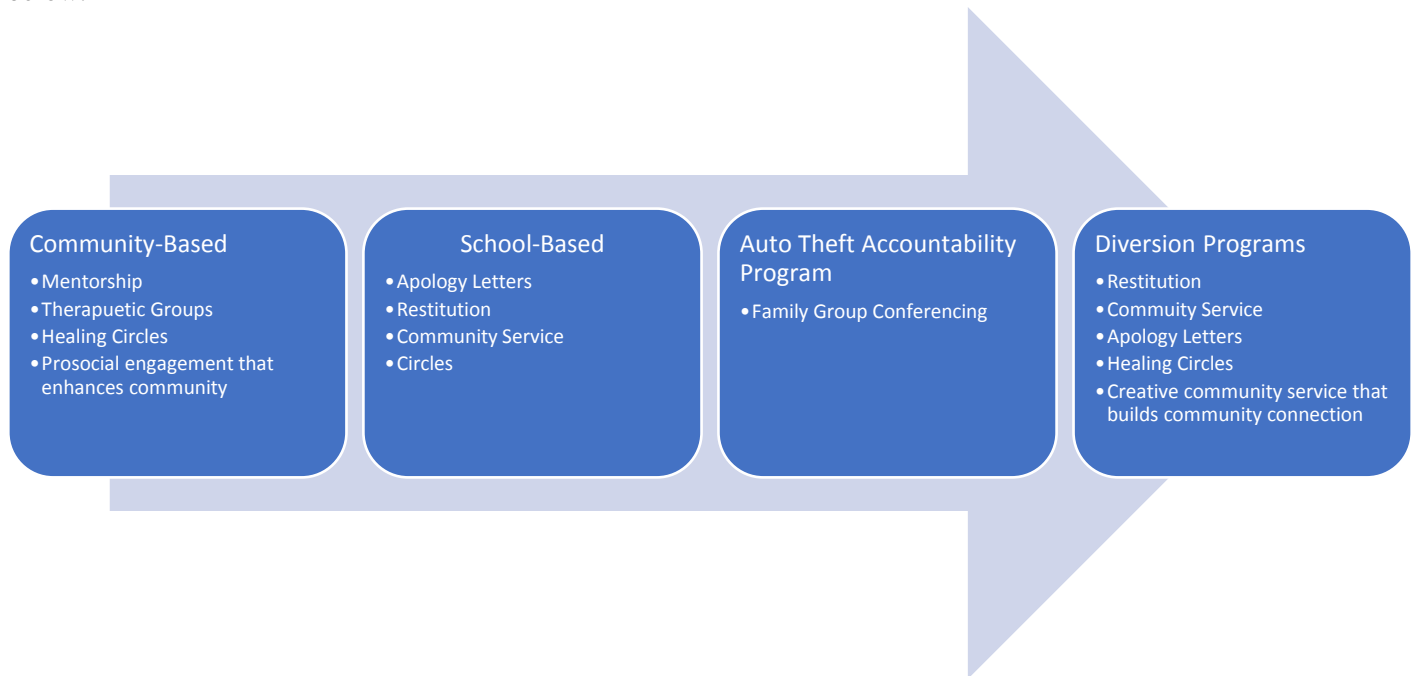 Community-Based
•Mentorship
•Therapuetic Groups
•Healing Circles
•Prosocial engagement that
enhances community
School-Based
•Apology Letters
•Restitution
•Community Service
•Circles
Auto Theft Accountability
Program
•Family Group Conferencing
Diversion Programs
•Restitution
•Commuity Service
•Apology Letters
•Healing Circles
•Creative community service that
builds community connection